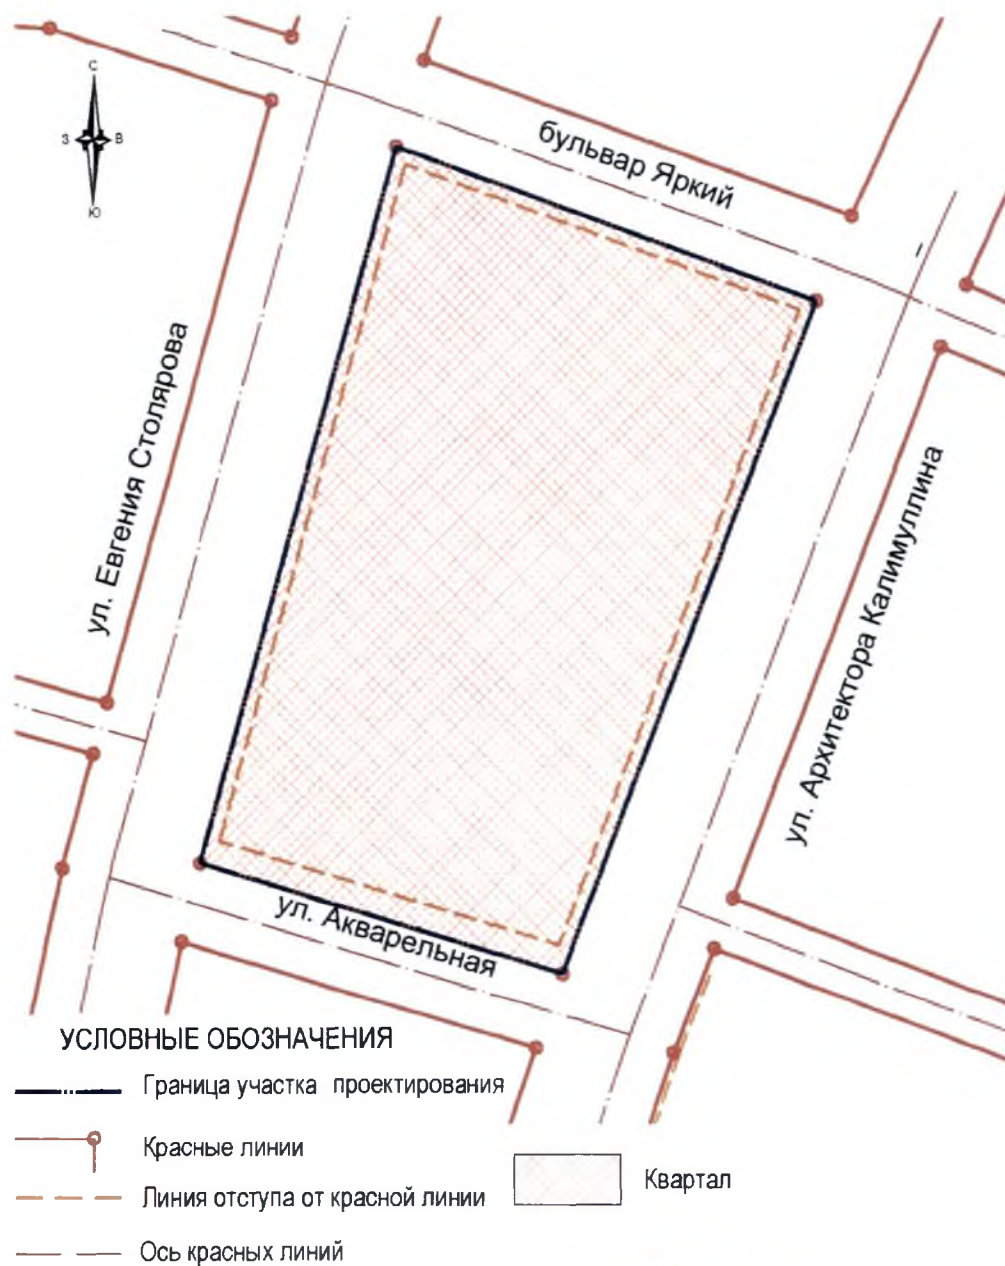 С
З
В
Ю
бульвар Яркий
ул. Евгения Столярова
ул. Архитектора Калимуллина
ул. Акварельная
УСЛОВНЫЕ ОБОЗНАЧЕНИЯ
Граница участка проектирования
Красные линии
Линия отступа от красной линии
Квартал
Ось красных линий